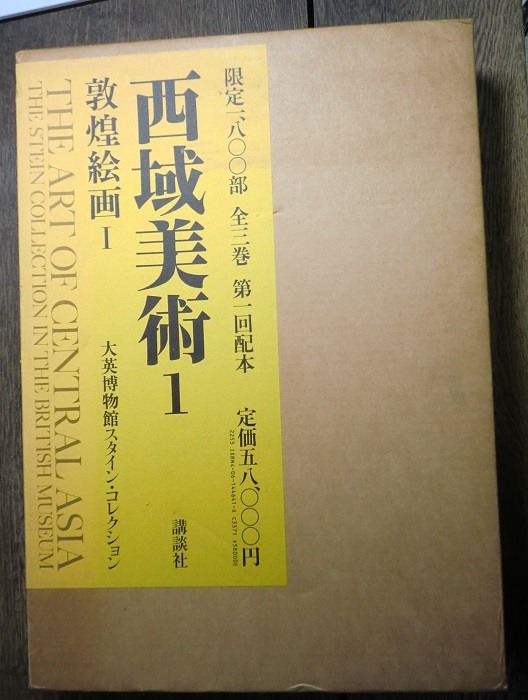 限定一、八〇〇部 全三巻 第一回配本 定価五八、〇〇〇円
西域美術1
講談社
敦煌絵画I
大英博物館スタイン・コレクション
THE ART OF CENTRAL ASIA
THE STEIN COLLECTION IN THE BRITISH MUSEUM